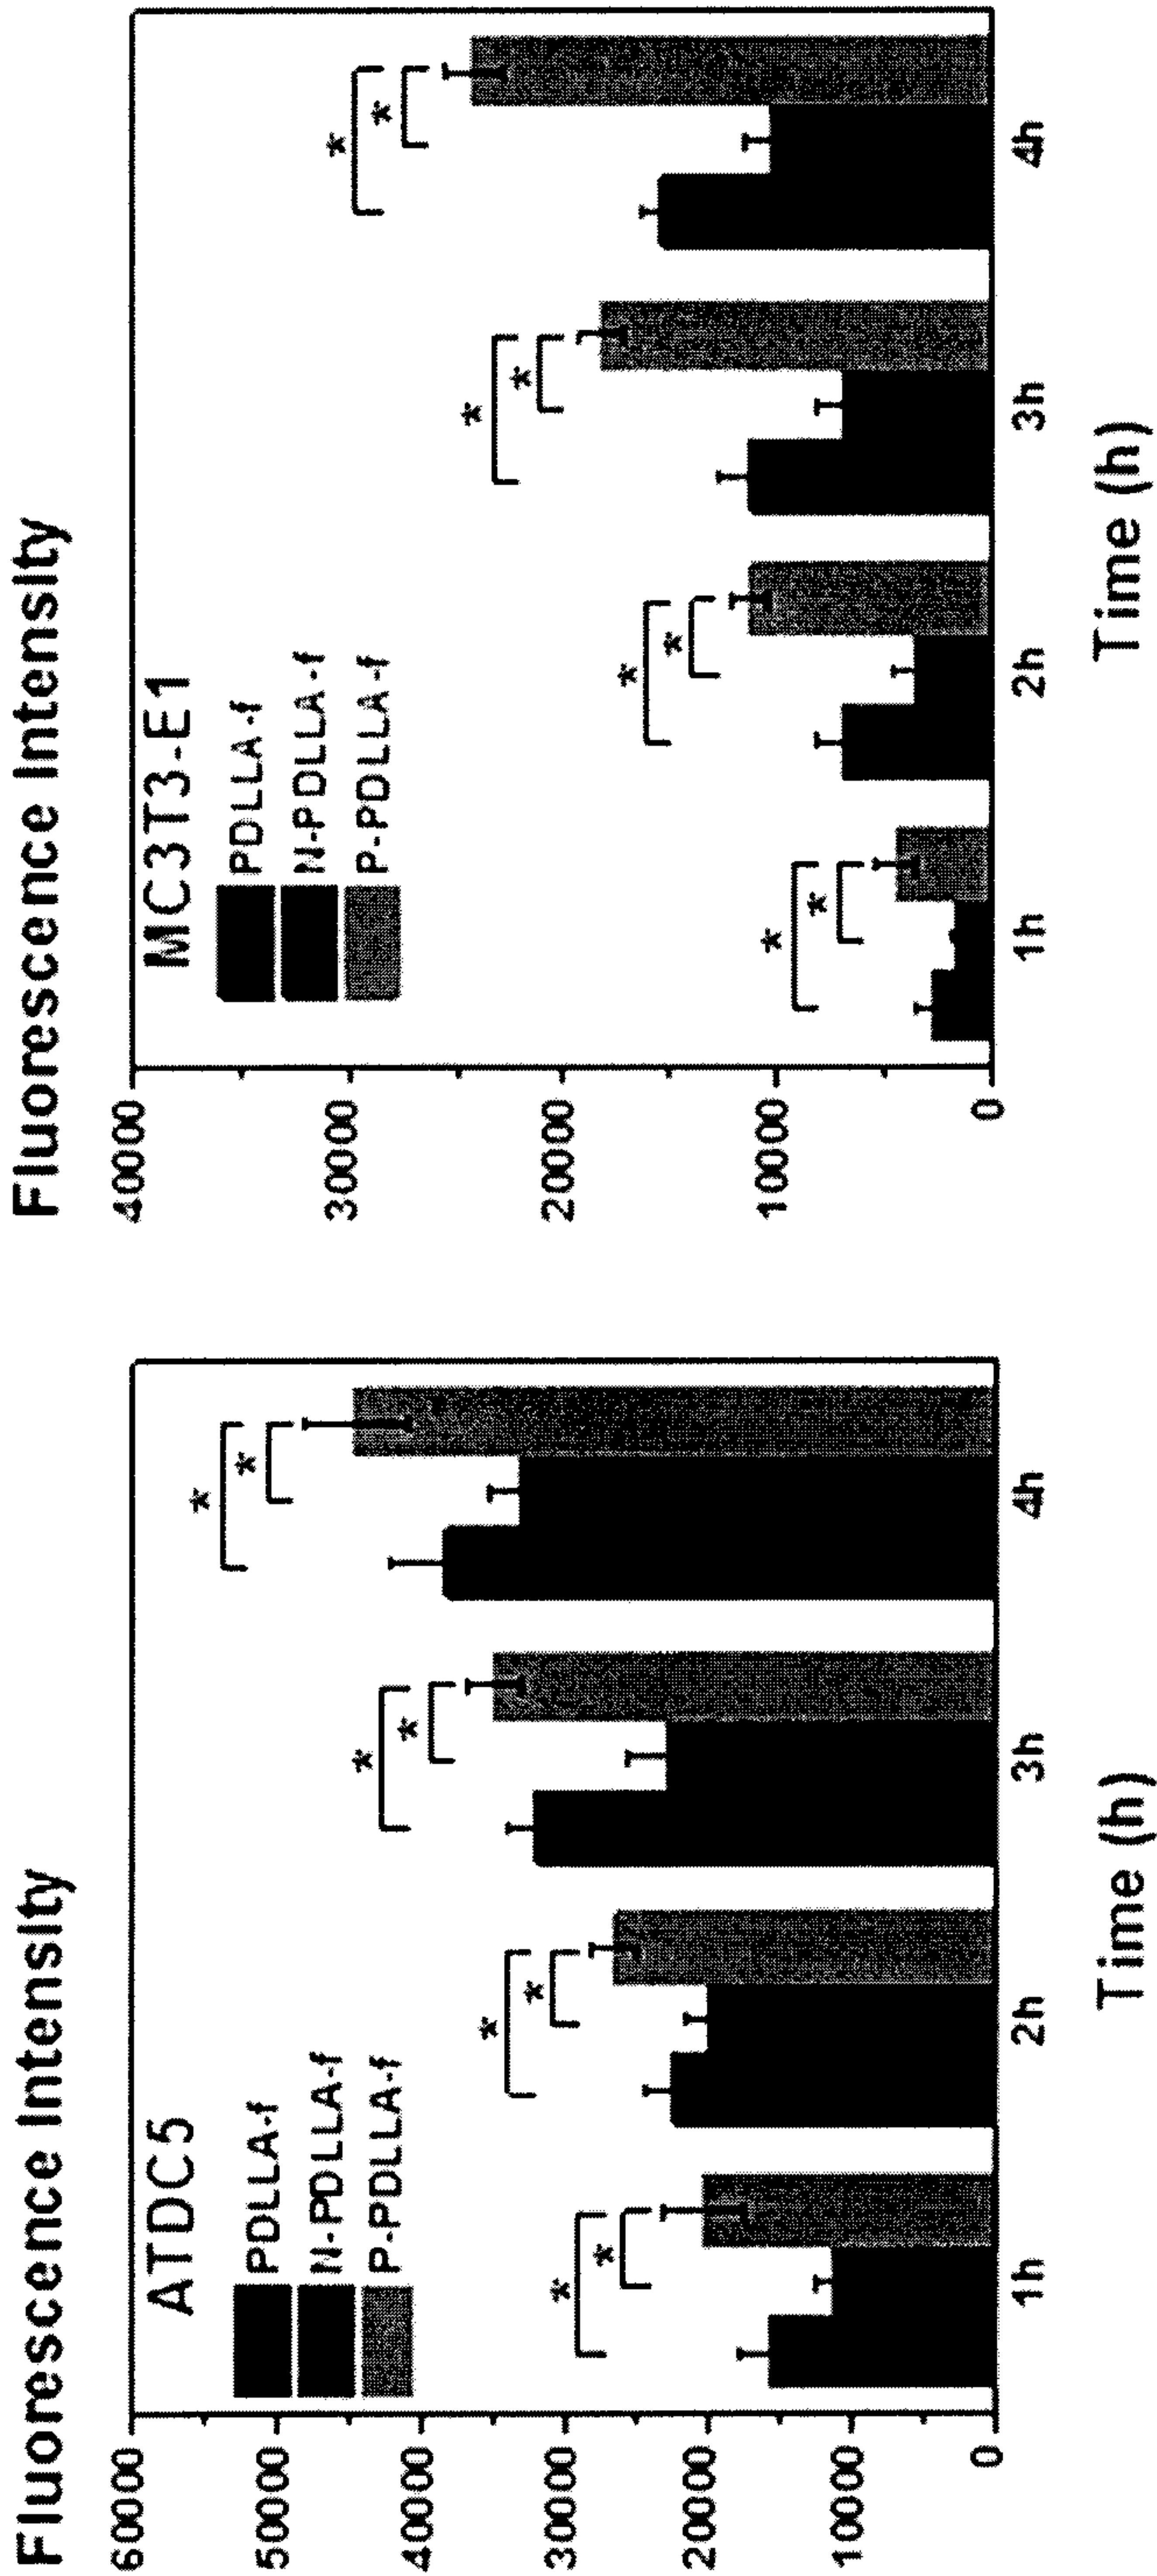 Fluorescence Intensity
ATDC5
PDLLA-f
N-PDLLA-f
P-PDLLA-f
60000
50000
40000
30000
20000
10000
0
*
*
*
*
*
*
*
*
1h
2h
3h
4h
Time (h)
Fluorescence Intensity
MC3T3-E1
PDLLA-f
N-PDLLA-f
P-PDLLA-f
40000
30000
20000
10000
0
*
*
*
*
*
*
*
*
1h
2h
3h
4h
Time (h)